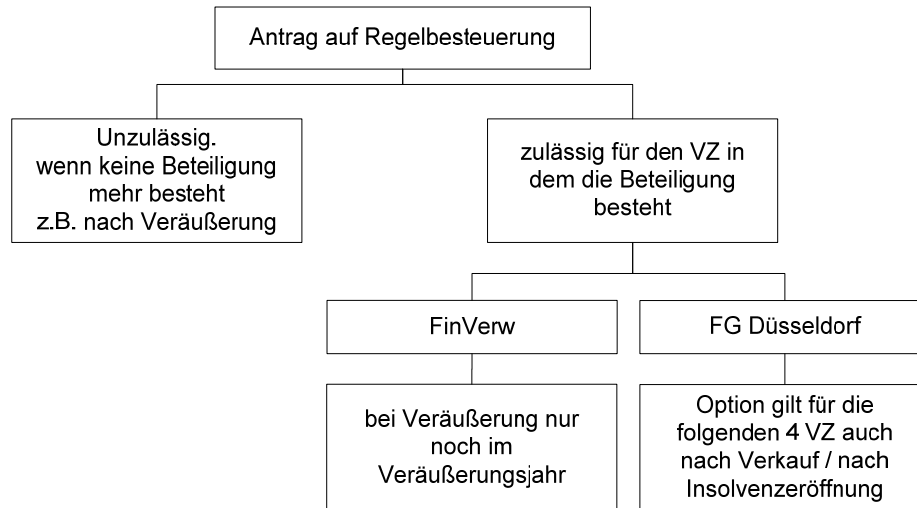 Antrag auf Regelbesteuerung
Unzulässig.
wenn keine Beteiligung
mehr besteht
z.B. nach Veräußerung
zulässig für den VZ in
dem die Beteiligung
besteht
FinVerw
FG Düsseldorf
bei Veräußerung nur
noch im
Veräußerungsjahr
Option gilt für die
folgenden 4 VZ auch
nach Verkauf / nach
Insolvenzeröffnung